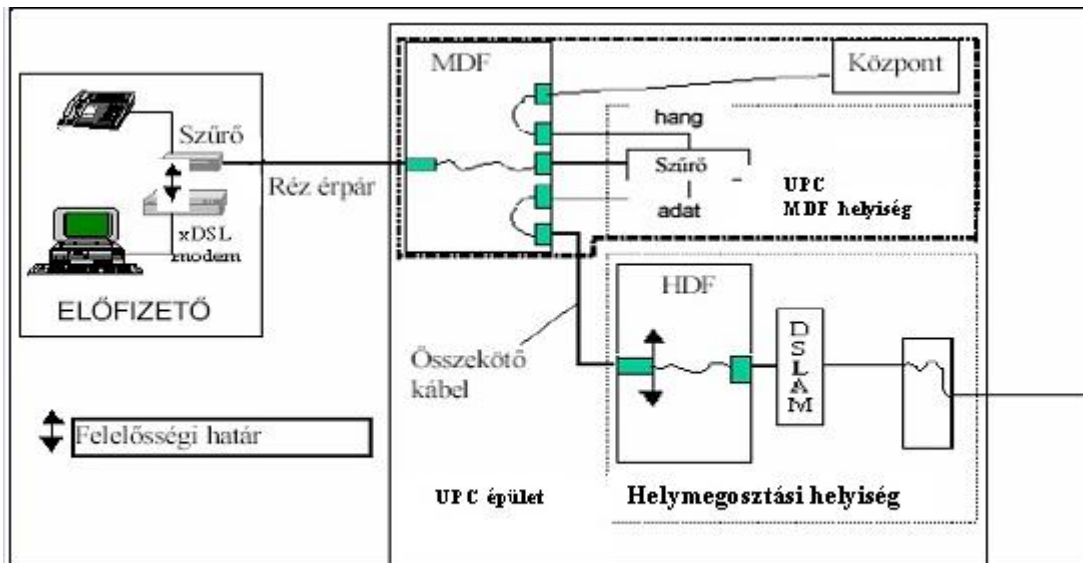 MDF
Központ
hang
Szűrő
Szűrő
Réz érpár
UPC
MDF helyiség
adat
xDSL
modem
ELŐFIZETŐ
HDF
DSLAM
Összekötő
kábel
Felelősségi határ
UPC épület
Helymegosztási helyiség